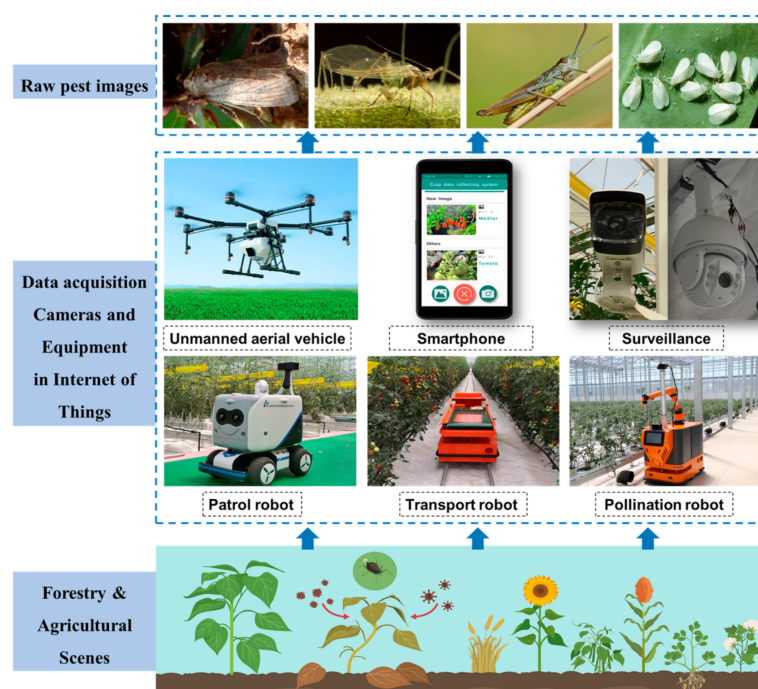 Raw pest images
Data acquisition
Cameras and
Equipment
in Internet of
Things
Crop data collecting system
New Image
Medlar
Others
Tomato
Unmanned aerial vehicle
Smartphone
Surveillance
Patrol robot
Transport robot
Pollination robot
Forestry &
Agricultural
Scenes